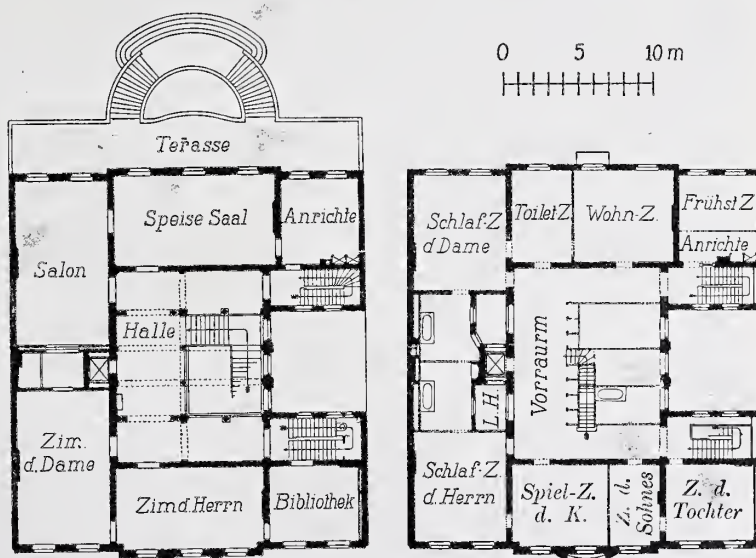 0 5 10 m
Terasse
Speise Saal
Anrichte
Salon
Halle
Zim.
d. Dame
Zim d. Herrn
Bibliothek
Schlaf-Z
d Dame
Toilet Z.
Wohn-Z.
Frühst Z
Anrichte
Vorraurm
L.H.
Schlaf-Z
d. Herrn
Spiel-Z.
d. K.
Z. d.
Sohnes
Z. d.
Tochter